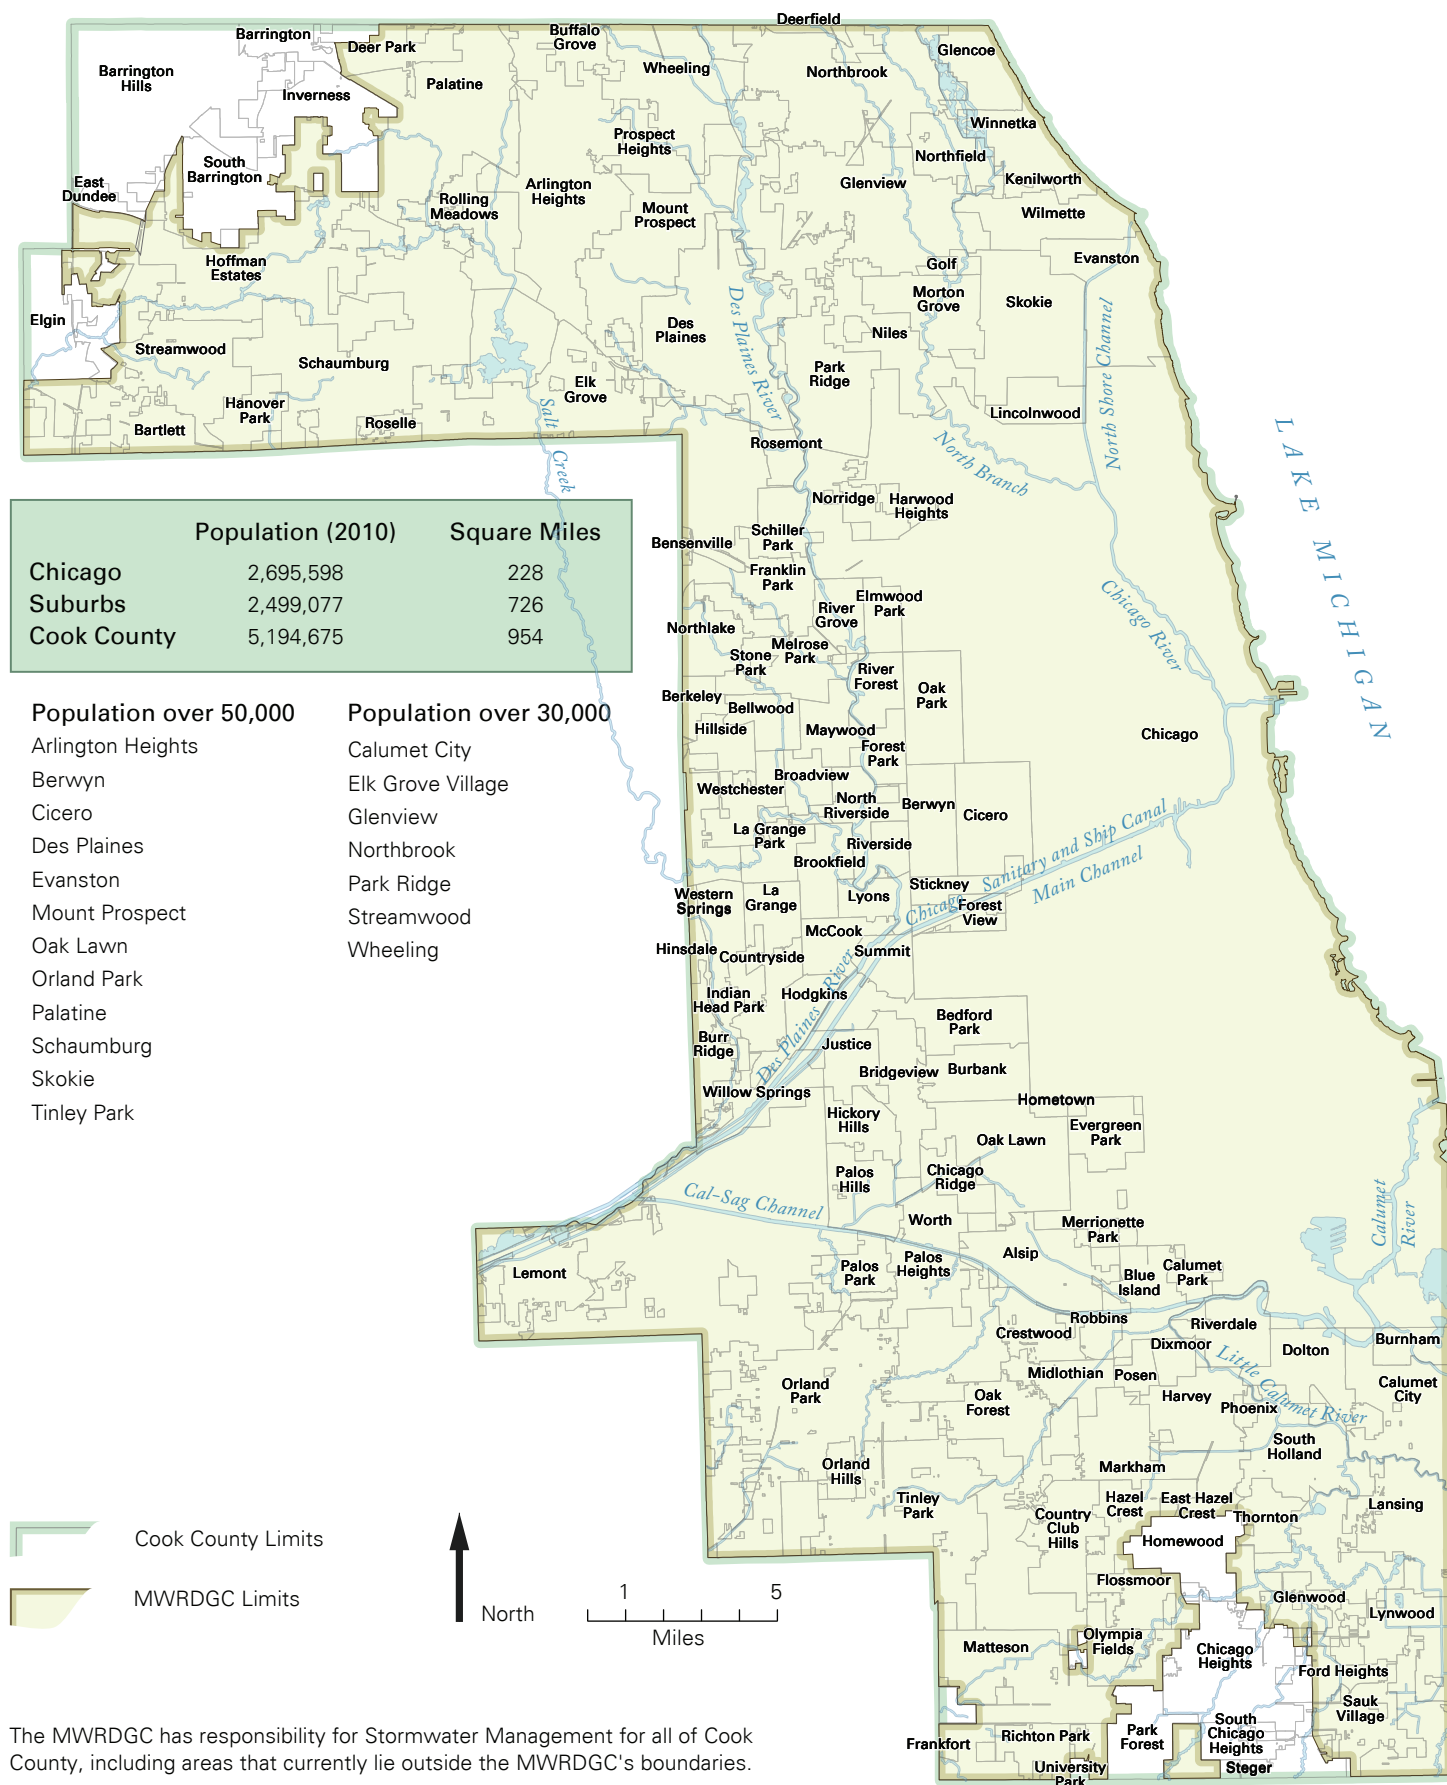 Deerfield
Barrington
Deer Park
Buffalo
Grove
Glencoe
Barrington
Hills
Palatine
Wheeling
Northbrook
Inverness
Winnetka
Prospect
Heights
Northfield
South
Barrington
East
Dundee
Rolling
Meadows
Arlington
Heights
Mount
Prospect
Glenview
Kenilworth
Wilmette
Hoffman
Estates
Golf
Evanston
Elgin
Des Plaines River
Morton
Grove
Skokie
North Shore Channel
Streamwood
Schaumburg
Des
Plaines
Niles
Park
Ridge
Elk
Grove
Hanover
Park
Bartlett
Roselle
Salt
Creek
Lincolnwood
Rosemont
North Branch
LAKE MICHIGAN
Population (2010) Square Miles
Chicago 2,695,598 228
Suburbs 2,499,077 726
Cook County 5,194,675 954
Norridge
Harwood
Heights
Schiller
Park
Bensenville
Franklin
Park
Elmwood
Park
River
Grove
Chicago River
Northlake
Melrose
Park
Stone
Park
River
Forest
Oak
Park
Berkeley
Bellwood
Hillside
Maywood
Forest
Park
Chicago
Broadview
Westchester
North
Riverside
Berwyn
Cicero
La Grange
Park
Riverside
Brookfield
Chicago Sanitary and Ship Canal
Main Channel
Western
Springs
La
Grange
Lyons
Stickney
Forest
View
McCook
Summit
Hinsdale
Countryside
Indian
Head Park
Hodgkins
Des Plaines River
Bedford
Park
Burr
Ridge
Justice
Bridgeview
Burbank
Willow Springs
Hometown
Hickory
Hills
Oak Lawn
Evergreen
Park
Population over 50,000
Arlington Heights
Berwyn
Cicero
Des Plaines
Evanston
Mount Prospect
Oak Lawn
Orland Park
Palatine
Schaumburg
Skokie
Tinley Park
Population over 30,000
Calumet City
Elk Grove Village
Glenview
Northbrook
Park Ridge
Streamwood
Wheeling
Palos
Hills
Chicago
Ridge
Cal-Sag Channel
Calumet
River
Worth
Merrionette
Park
Lemont
Palos
Park
Palos
Heights
Alsip
Blue
Island
Calumet
Park
Robbins
Crestwood
Riverdale
Dixmoor
Dolton
Burnham
Little Calumet River
Midlothian
Posen
Orland
Park
Oak
Forest
Harvey
Phoenix
Calumet
City
South
Holland
Orland
Hills
Markham
Tinley
Park
Hazel
Crest
East Hazel
Crest
Lansing
Country
Club
Hills
Thornton
Homewood
Flossmoor
Glenwood
Lynwood
Matteson
Olympia
Fields
Chicago
Heights
Ford Heights
Sauk
Village
Richton Park
Park
Forest
South
Chicago
Heights
Frankfort
University
Park
Steger
Cook County Limits
MWRDGC Limits
North
1 5
Miles
The MWRDGC has responsibility for Stormwater Management for all of Cook
County, including areas that currently lie outside the MWRDGC's boundaries.